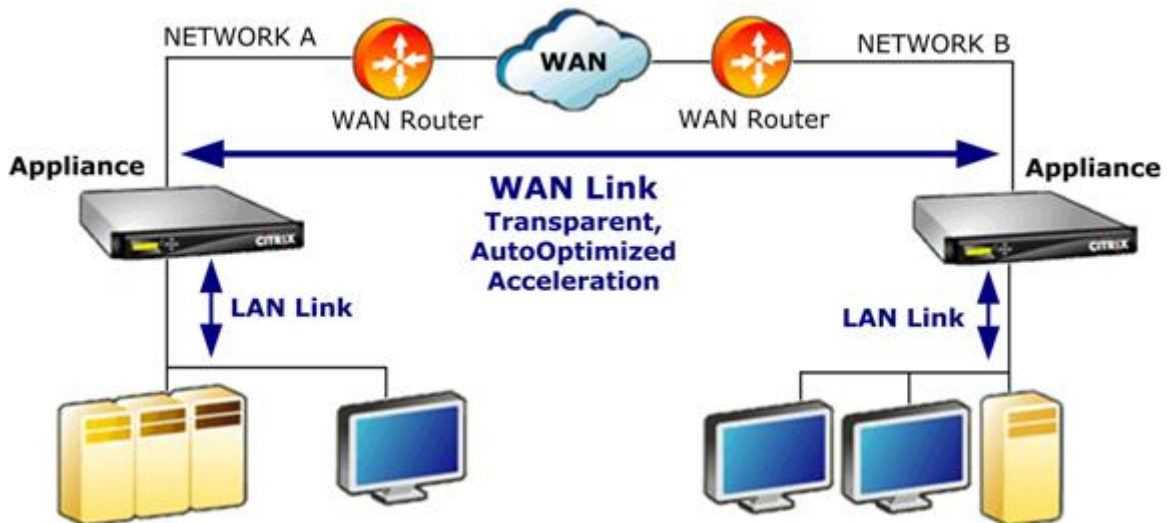 NETWORK A
WAN
NETWORK B
WAN Router
WAN Router
Appliance
Appliance
WAN Link
Transparent,
AutoOptimized
Acceleration
CITRIX
CITRIX
LAN Link
LAN Link